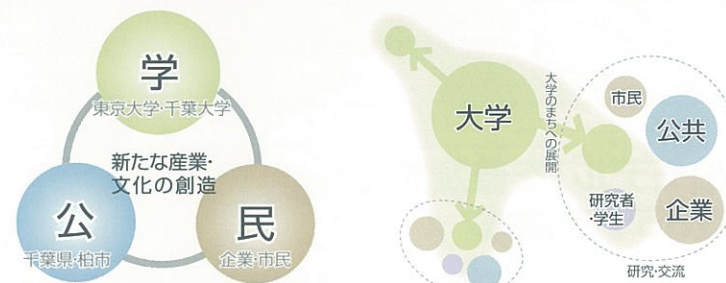 学
東京大学・千葉大学
新たな産業・
文化の創造
公
千葉県・柏市
民
企業・市民
大学
大学のまちへの展開
市民
公共
研究者
・学生
企業
研究・交流